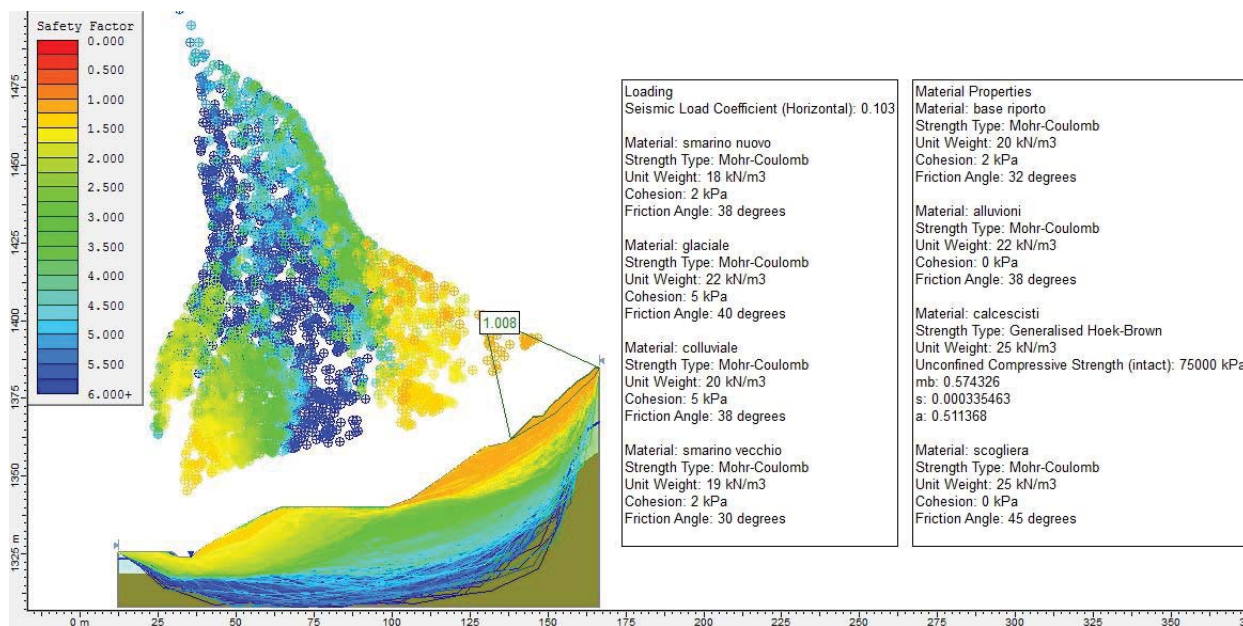 Safety Factor
0.000
0.500
1.000
1.500
2.000
2.500
3.000
3.500
4.000
4.500
5.000
5.500
6.000+
1475
1450
1425
1400
1375
1350
1325 m
1.008
Loading
Seismic Load Coefficient (Horizontal): 0.103
Material: smarino nuovo
Strength Type: Mohr-Coulomb
Unit Weight: 18 kN/m3
Cohesion: 2 kPa
Friction Angle: 38 degrees
Material: glaciale
Strength Type: Mohr-Coulomb
Unit Weight: 22 kN/m3
Cohesion: 5 kPa
Friction Angle: 40 degrees
Material: colluviale
Strength Type: Mohr-Coulomb
Unit Weight: 20 kN/m3
Cohesion: 5 kPa
Friction Angle: 38 degrees
Material: smarino vecchio
Strength Type: Mohr-Coulomb
Unit Weight: 19 kN/m3
Cohesion: 2 kPa
Friction Angle: 30 degrees
Material Properties
Material: base riporto
Strength Type: Mohr-Coulomb
Unit Weight: 20 kN/m3
Cohesion: 2 kPa
Friction Angle: 32 degrees
Material: alluvioni
Strength Type: Mohr-Coulomb
Unit Weight: 22 kN/m3
Cohesion: 0 kPa
Friction Angle: 38 degrees
Material: calcescisti
Strength Type: Generalised Hoek-Brown
Unit Weight: 25 kN/m3
Unconfined Compressive Strength (intact): 75000 kPa
mb: 0.574326
s: 0.000335463
a: 0.511368
Material: scogliera
Strength Type: Mohr-Coulomb
Unit Weight: 25 kN/m3
Cohesion: 0 kPa
Friction Angle: 45 degrees
0 m 25 50 75 100 125 150 175 200 225 250 275 300 325 350